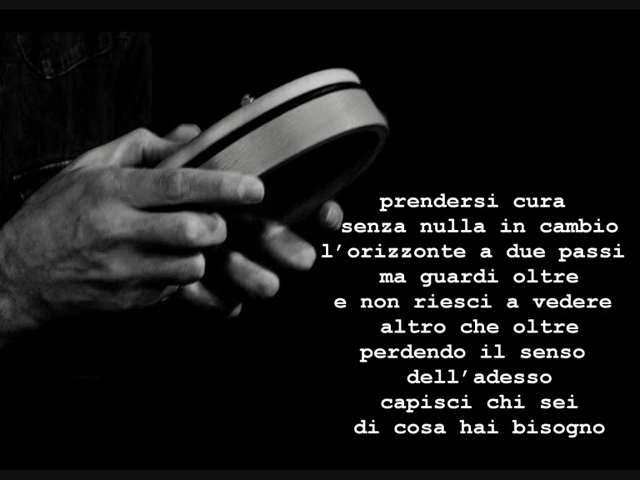 prendersi cura
senza nulla in cambio
l'orizzonte a due passi
ma guardi oltre
e non riesci a vedere
altro che oltre
perdendo il senso
dell'adesso
capisci chi sei
di cosa hai bisogno